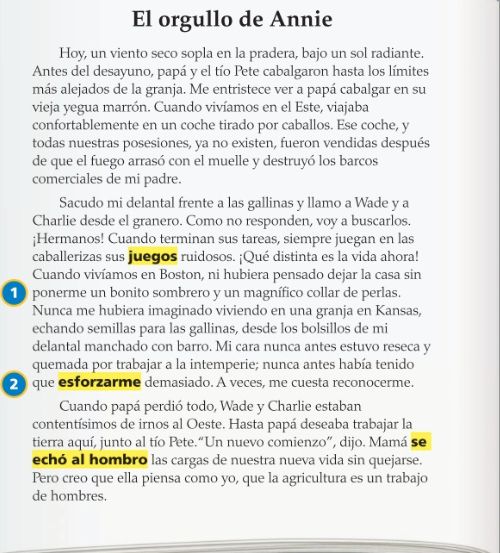 El orgullo de Annie
Hoy, un viento seco sopla en la pradera, bajo un sol radiante.
Antes del desayuno, papá y el tío Pete cabalgaron hasta los límites
más alejados de la granja. Me entristece ver a papá cabalgar en su
vieja yegua marrón. Cuando vivíamos en el Este, viajaba
confortablemente en un coche tirado por caballos. Ese coche, y
todas nuestras posesiones, ya no existen, fueron vendidas después
de que el fuego arrasó con el muelle y destruyó los barcos
comerciales de mi padre.
Sacudo mi delantal frente a las gallinas y llamo a Wade y a
Charlie desde el granero. Como no responden, voy a buscarlos.
¡Hermanos! Cuando terminan sus tareas, siempre juegan en las
caballerizas sus juegos ruidosos. ¡Qué distinta es la vida ahora!
Cuando vivíamos en Boston, ni hubiera pensado dejar la casa sin
1 ponerme un bonito sombrero y un magnífico collar de perlas.
Nunca me hubiera imaginado viviendo en una granja en Kansas,
echando semillas para las gallinas, desde los bolsillos de mi
delantal manchado con barro. Mi cara nunca antes estuvo reseca y
quemada por trabajar a la intemperie; nunca antes había tenido
2 que esforzarme demasiado. A veces, me cuesta reconocerme.
Cuando papá perdió todo, Wade y Charlie estaban
contentísimos de irnos al Oeste. Hasta papá deseaba trabajar la
tierra aquí, junto al tío Pete.“Un nuevo comienzo”, dijo. Mamá se
echó al hombro las cargas de nuestra nueva vida sin quejarse.
Pero creo que ella piensa como yo, que la agricultura es un trabajo
de hombres.